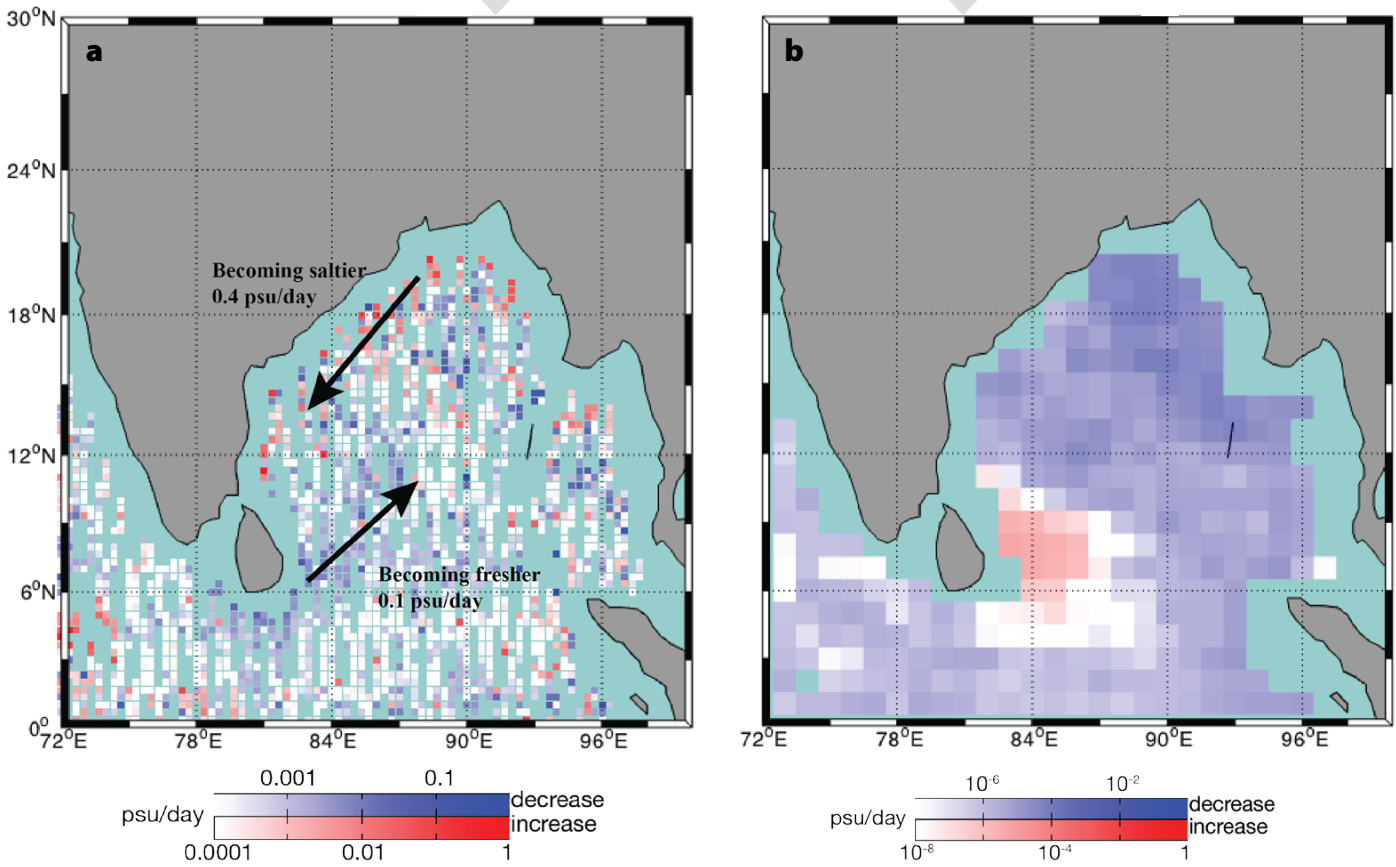 a
b
30°N
24°N
18°N
12°N
6°N
0°
Becoming saltier
0.4 psu/day
Becoming fresher
0.1 psu/day
72°E 78°E 84°E 90°E 96°E
72°E 78°E 84°E 90°E 96°E
0.001 0.1
psu/day
decrease
increase
0.0001 0.01 1
10⁻⁶ 10⁻²
psu/day
decrease
increase
10⁻⁸ 10⁻⁴ 1